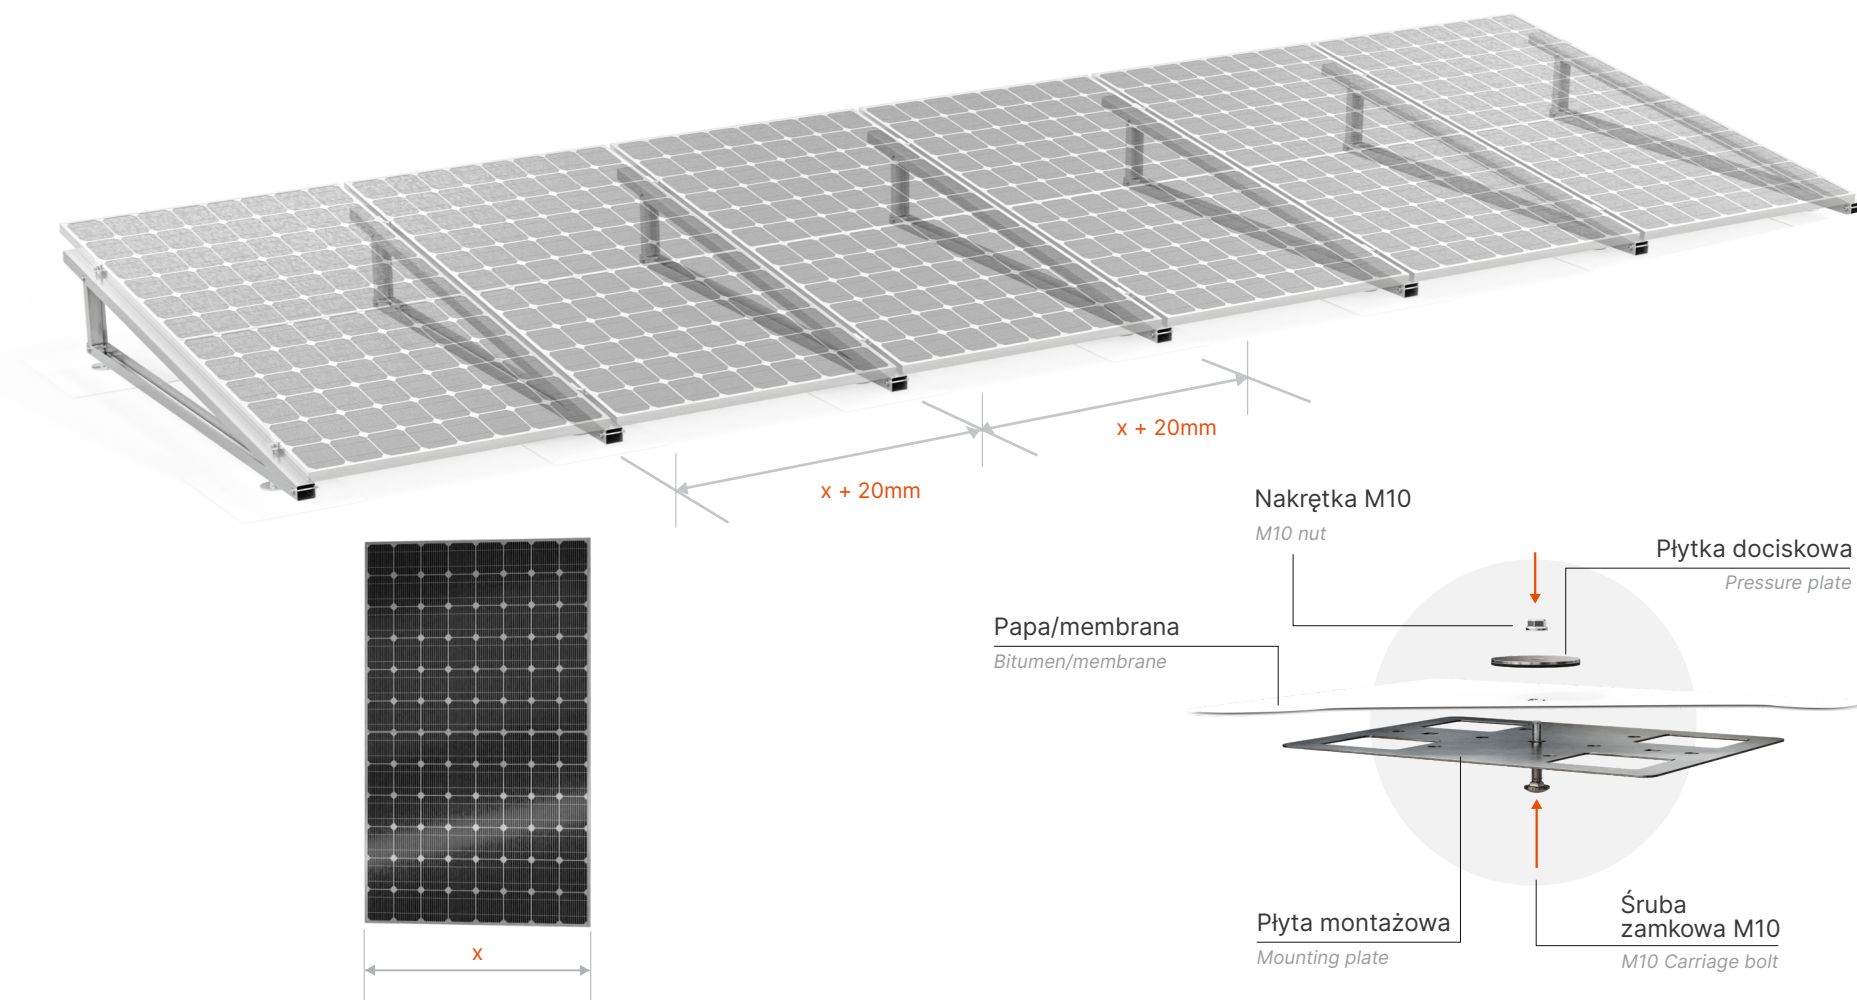 x + 20mm
x + 20mm
Nakrętka M10
M10 nut
Płytka dociskowa
Pressure plate
Papa/membrana
Bitumen/membrane
Płyta montażowa
Mounting plate
Śruba
zamkowa M10
M10 Carriage bolt
x